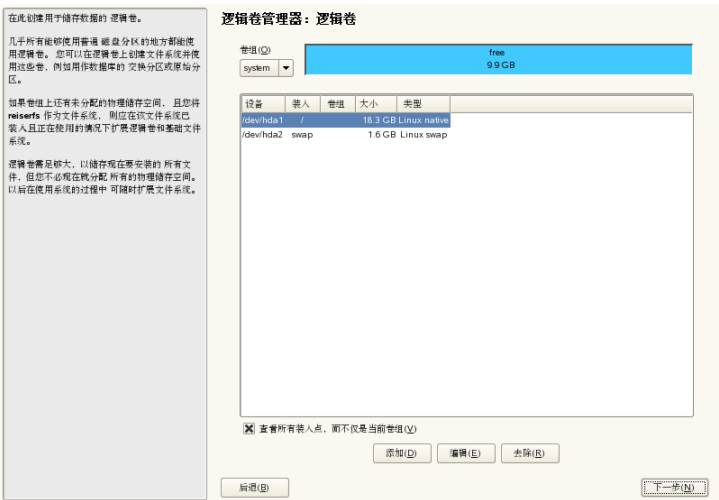 在此创建用于储存数据的 逻辑卷。
几乎所有能够使用普通 磁盘分区的地方都能使
用逻辑卷。 您可以在逻辑卷上创建文件系统并使
用这些卷，例如用作数据库的 交换分区或原始分
区。
如果卷组上还有未分配的物理储存空间， 且您将
reiserfs 作为文件系统， 则应在该文件系统已
装入且正在使用的情况下扩展逻辑卷和基础文件
系统。
逻辑卷需足够大，以储存现在要安装的 所有文
件，但您不必现在就分配 所有的物理储存空间。
以后在使用系统的过程中 可随时扩展文件系统。
逻辑卷管理器：逻辑卷
卷组(O)
system
free
9.9 GB
设备 装入 卷组 大小 类型
/dev/hda1 / 18.3 GB Linux native
/dev/hda2 swap 1.6 GB Linux swap
查看所有装入点，而不仅是当前卷组(V)
添加(D) 编辑(E) 去除(R)
后退(B) 下一步(N)